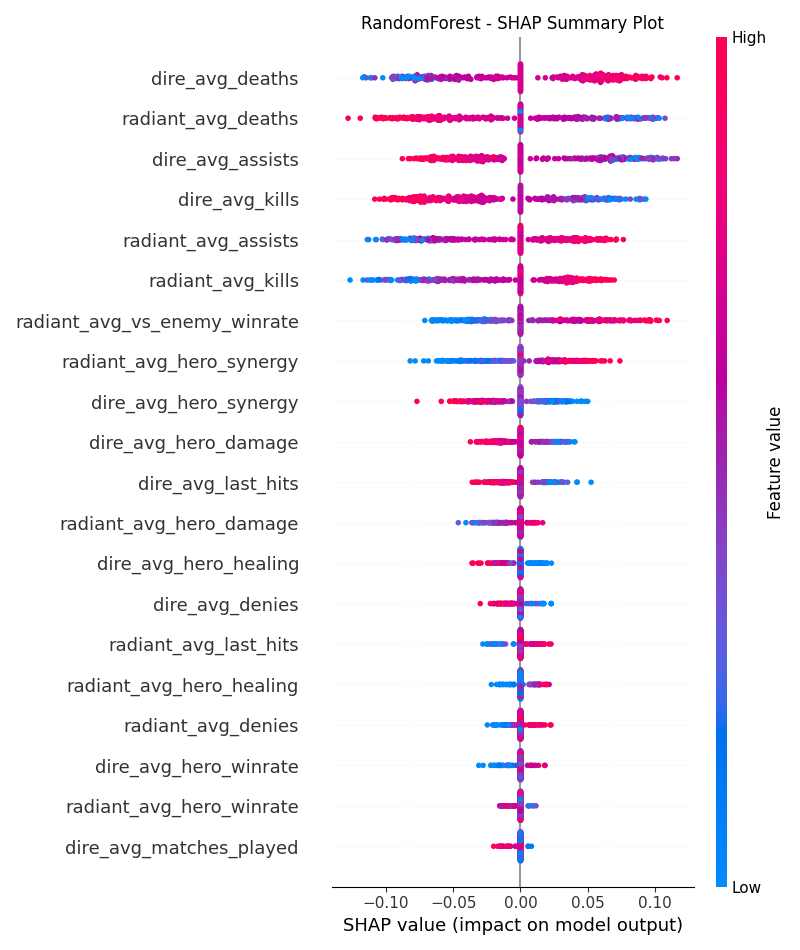 RandomForest - SHAP Summary Plot
High
dire_avg_deaths
radiant_avg_deaths
dire_avg_assists
dire_avg_kills
radiant_avg_assists
radiant_avg_kills
radiant_avg_vs_enemy_winrate
radiant_avg_hero_synergy
dire_avg_hero_synergy
dire_avg_hero_damage
dire_avg_last_hits
radiant_avg_hero_damage
dire_avg_hero_healing
dire_avg_denies
radiant_avg_last_hits
radiant_avg_hero_healing
radiant_avg_denies
dire_avg_hero_winrate
radiant_avg_hero_winrate
dire_avg_matches_played
Feature value
Low
−0.10 −0.05 0.00 0.05 0.10
SHAP value (impact on model output)